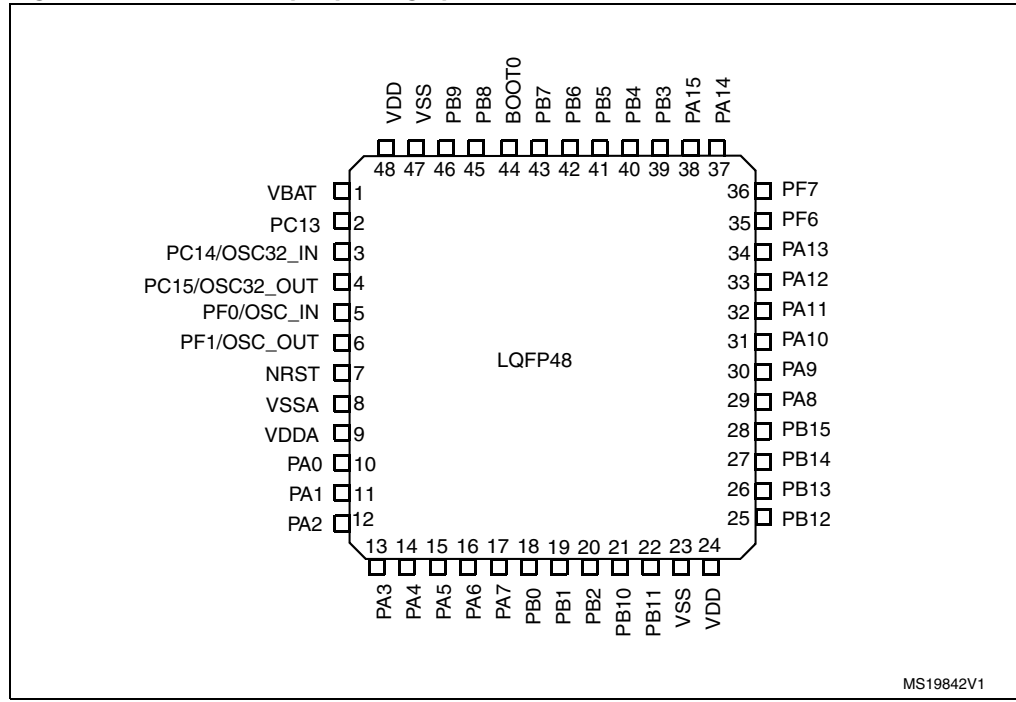 VDD
VSS
PB9
PB8
BOOT0
PB7
PB6
PB5
PB4
PB3
PA15
PA14
48 47 46 45 44 43 42 41 40 39 38 37
VBAT 1
PC13 2
PC14/OSC32_IN 3
PC15/OSC32_OUT 4
PF0/OSC_IN 5
PF1/OSC_OUT 6
NRST 7
VSSA 8
VDDA 9
PA0 10
PA1 11
PA2 12
LQFP48
36 PF7
35 PF6
34 PA13
33 PA12
32 PA11
31 PA10
30 PA9
29 PA8
28 PB15
27 PB14
26 PB13
25 PB12
13 14 15 16 17 18 19 20 21 22 23 24
PA3
PA4
PA5
PA6
PA7
PB0
PB1
PB2
PB10
PB11
VSS
VDD
MS19842V1